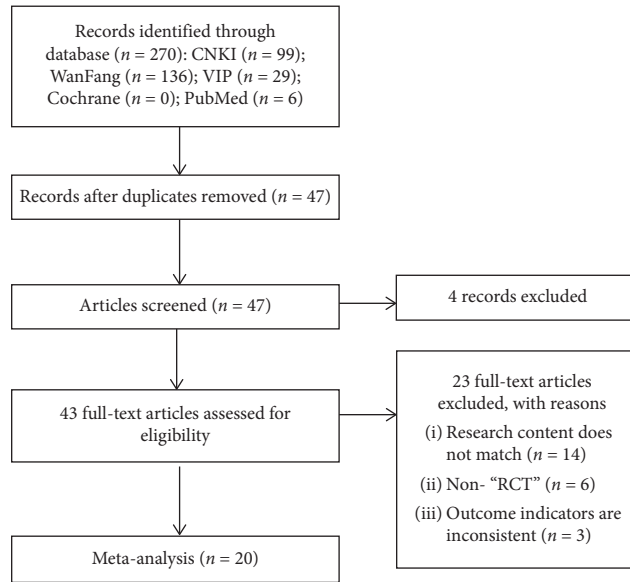 Records identified through
database (n = 270): CNKI (n = 99);
WanFang (n = 136); VIP (n = 29);
Cochrane (n = 0); PubMed (n = 6)
Records after duplicates removed (n = 47)
Articles screened (n = 47)
4 records excluded
43 full-text articles assessed for
eligibility
23 full-text articles
excluded, with reasons
(i) Research content does
not match (n = 14)
(ii) Non- “RCT” (n = 6)
(iii) Outcome indicators are
inconsistent (n = 3)
Meta-analysis (n = 20)